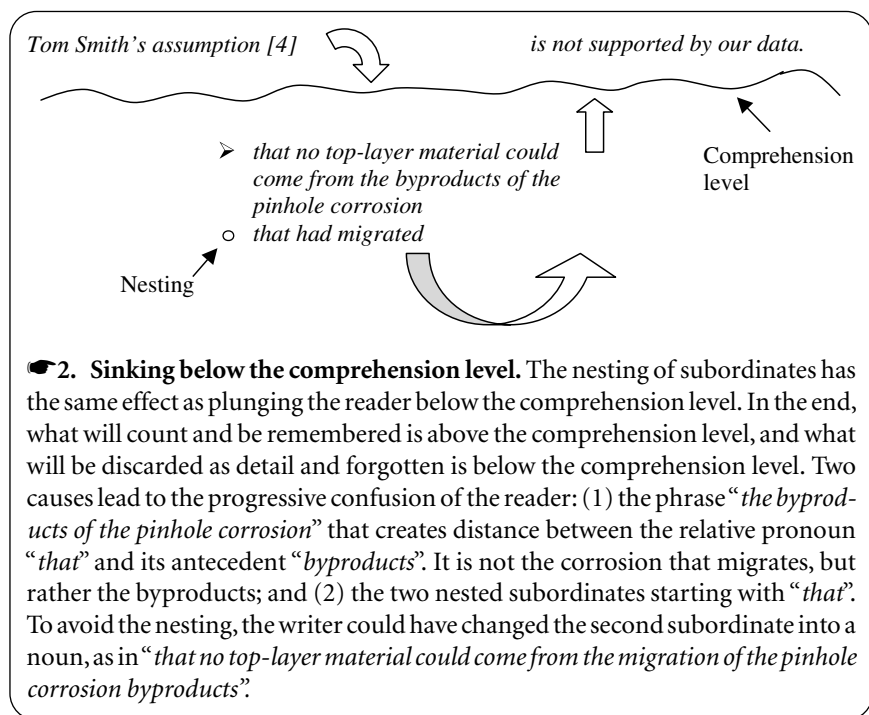 Tom Smith's assumption [4] is not supported by our data.
➢ that no top-layer material could
come from the byproducts of the
pinhole corrosion
○ that had migrated
Comprehension
level
Nesting
☛2. Sinking below the comprehension level. The nesting of subordinates has
the same effect as plunging the reader below the comprehension level. In the end,
what will count and be remembered is above the comprehension level, and what
will be discarded as detail and forgotten is below the comprehension level. Two
causes lead to the progressive confusion of the reader: (1) the phrase “the byprod-
ucts of the pinhole corrosion” that creates distance between the relative pronoun
“that” and its antecedent “byproducts”. It is not the corrosion that migrates, but
rather the byproducts; and (2) the two nested subordinates starting with “that”.
To avoid the nesting, the writer could have changed the second subordinate into a
noun, as in “that no top-layer material could come from the migration of the pinhole
corrosion byproducts”.